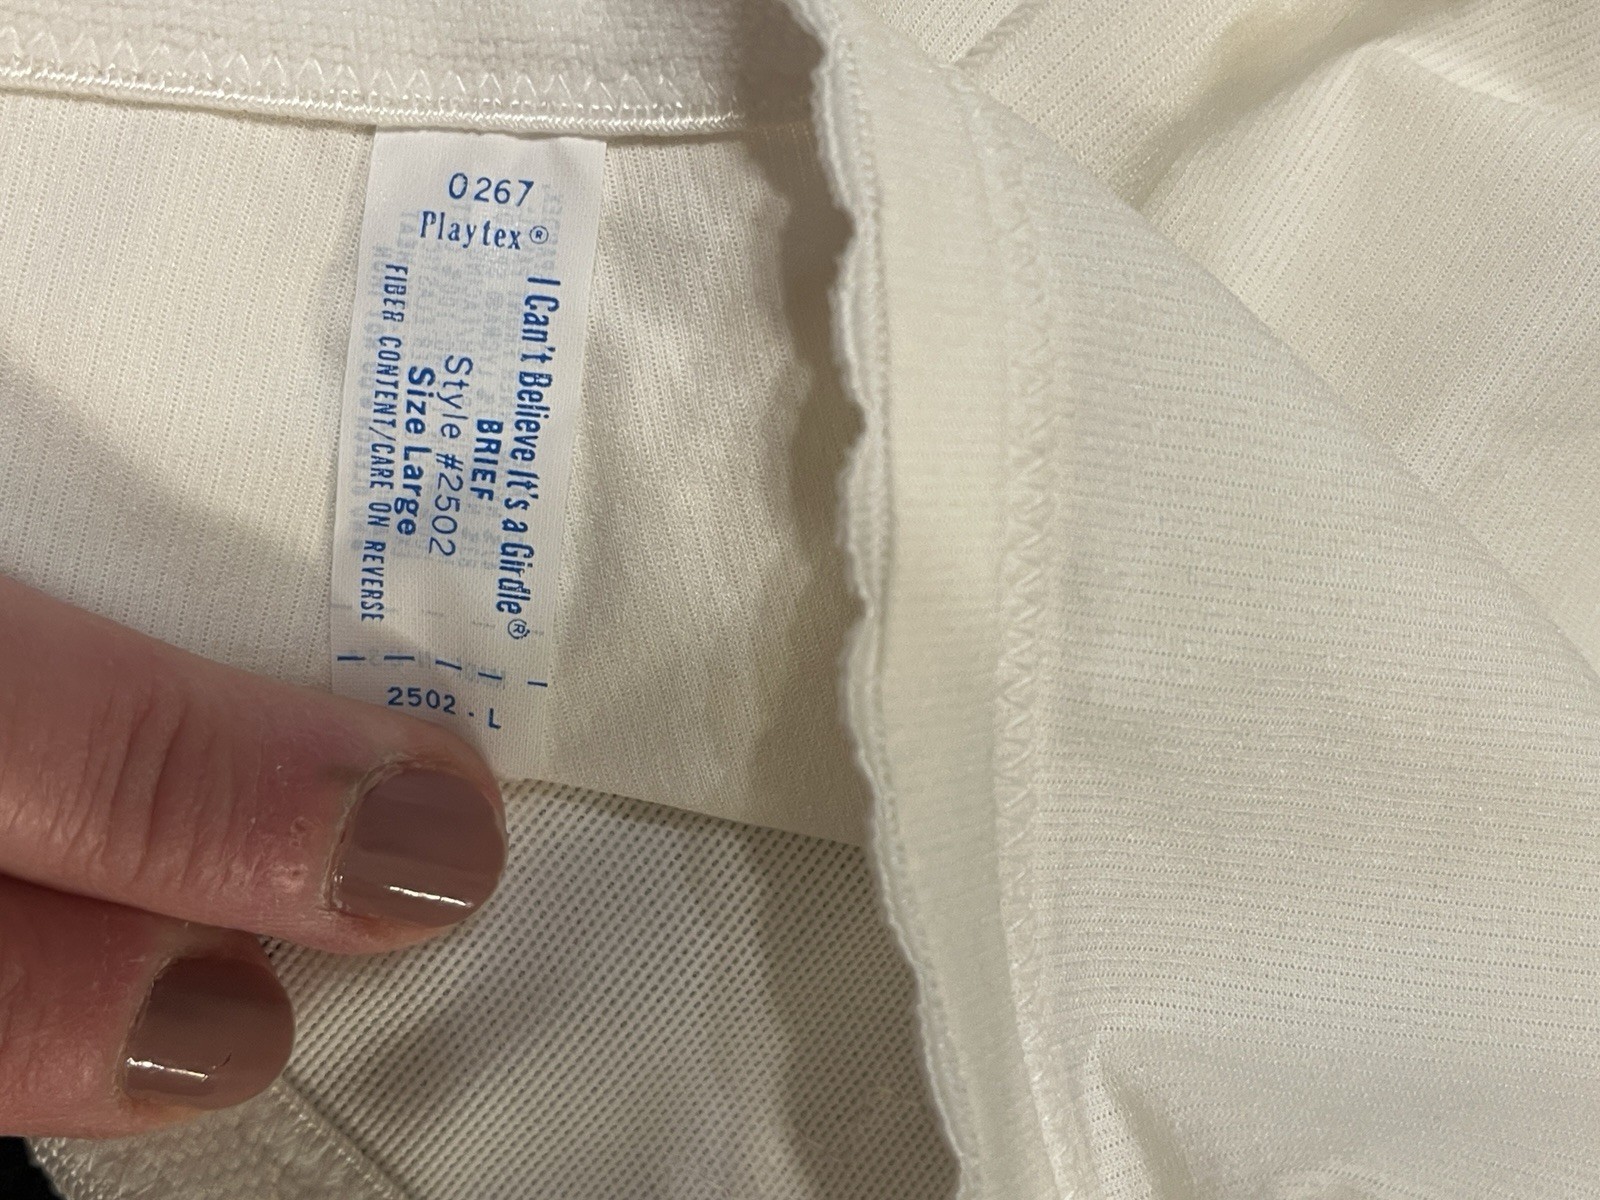 0267
Playtex®
I Can't Believe It's a Girdle®
BRIEF
Style #2502
Size Large
FIBER CONTENT/CARE ON REVERSE
2502 . L